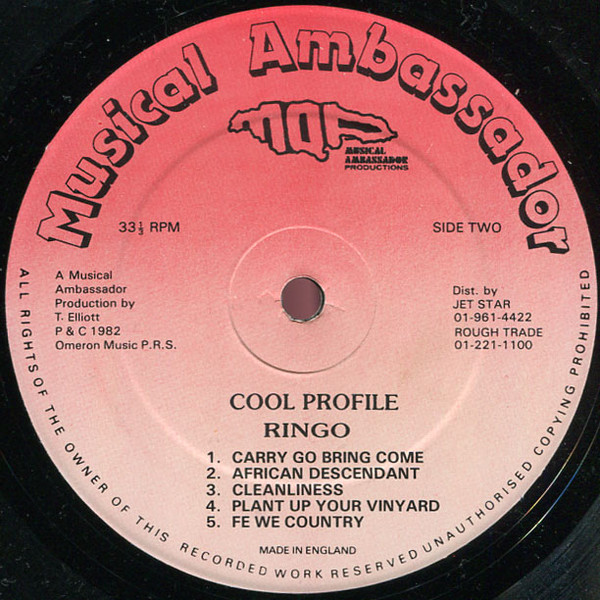 Musical Ambassador
MAP
MUSICAL
AMBASSADOR
PRODUCTIONS
33⅓ RPM
SIDE TWO
A Musical
Ambassador
Production by
T. Elliott
P & C 1982
Omeron Music P.R.S.
Dist. by
JET STAR
01-961-4422
ROUGH TRADE
01-221-1100
COOL PROFILE
RINGO
1. CARRY GO BRING COME
2. AFRICAN DESCENDANT
3. CLEANLINESS
4. PLANT UP YOUR VINYARD
5. FE WE COUNTRY
MADE IN ENGLAND
ALL RIGHTS OF THE OWNER OF THIS RECORDED WORK RESERVED UNAUTHORISED COPYING PROHIBITED